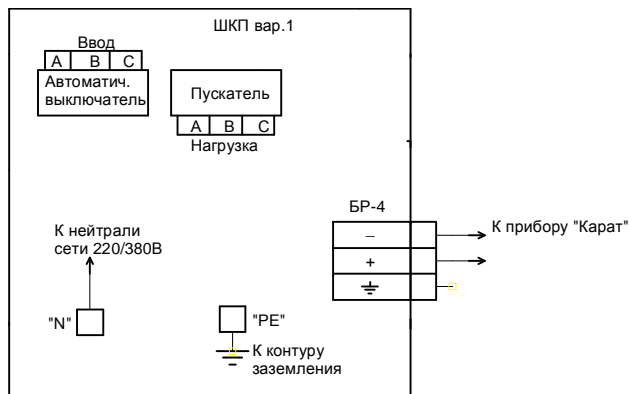 ШКП вар.1
Ввод
А В С
Автоматич.
выключатель
Пускатель
А В С
Нагрузка
БР-4
–
+
К прибору "Карат"
К нейтрали
сети 220/380В
"N"
"PE"
К контуру
заземления